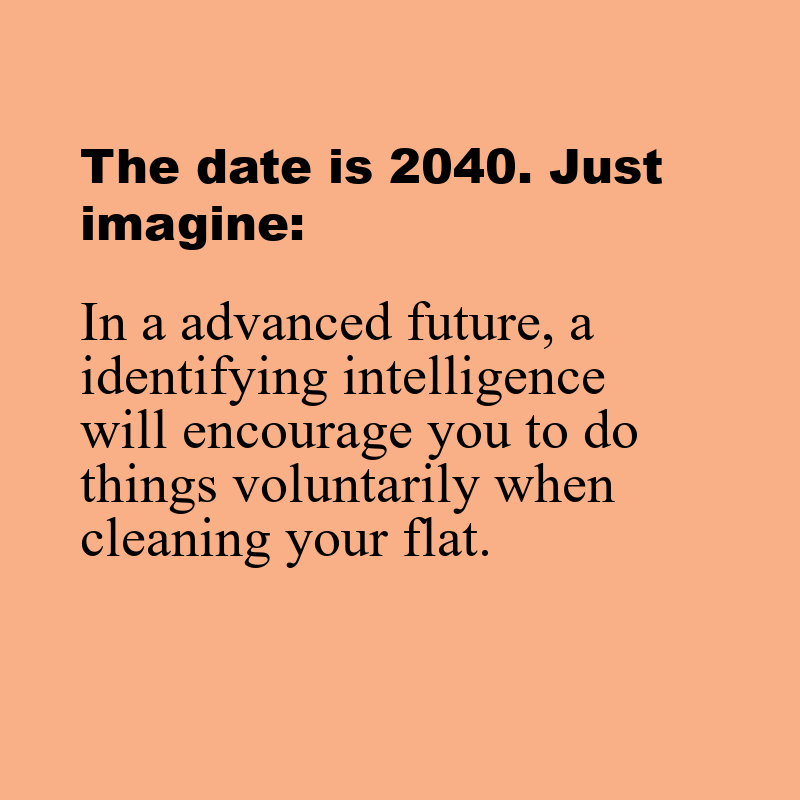 The date is 2040. Just
imagine:
In a advanced future, a
identifying intelligence
will encourage you to do
things voluntarily when
cleaning your flat.